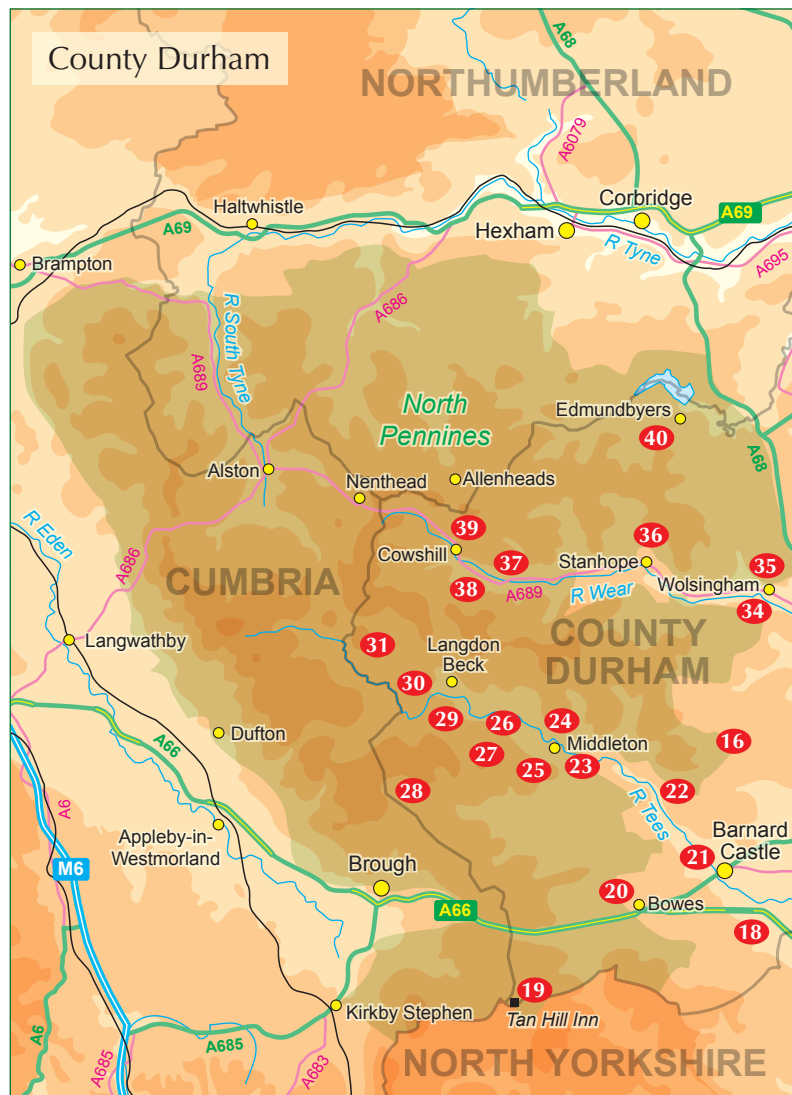 County Durham
NORTHUMBERLAND
A68
A6079
Haltwhistle
Corbridge
A69
A69
Hexham
R Tyne
Brampton
A695
A686
R South Tyne
A689
North
Pennines
Edmundbyers
40
A68
Alston
Nenthead
Allenheads
R Eden
39
Cowshill
37
36
Stanhope
35
Wolsingham
A686
CUMBRIA
38
A689
R Wear
34
COUNTY
DURHAM
Langwathby
31
Langdon
Beck
30
29
26
24
16
Dufton
A66
27
Middleton
25
23
28
22
R Tees
A6
Appleby-in-
Westmorland
M6
Brough
21
Barnard
Castle
20
Bowes
A66
18
19
Tan Hill Inn
Kirkby Stephen
A6
A685
A685
A683
NORTH YORKSHIRE